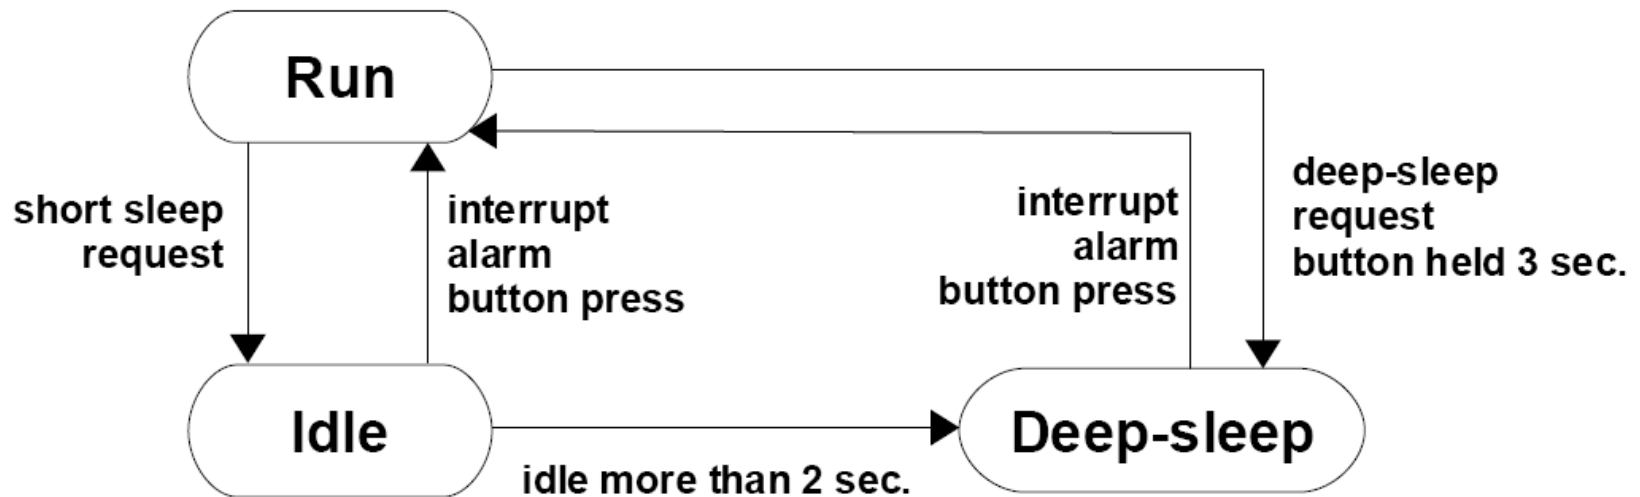 Run
short sleep
request
interrupt
alarm
button press
interrupt
alarm
button press
deep-sleep
request
button held 3 sec.
Idle
idle more than 2 sec.
Deep-sleep